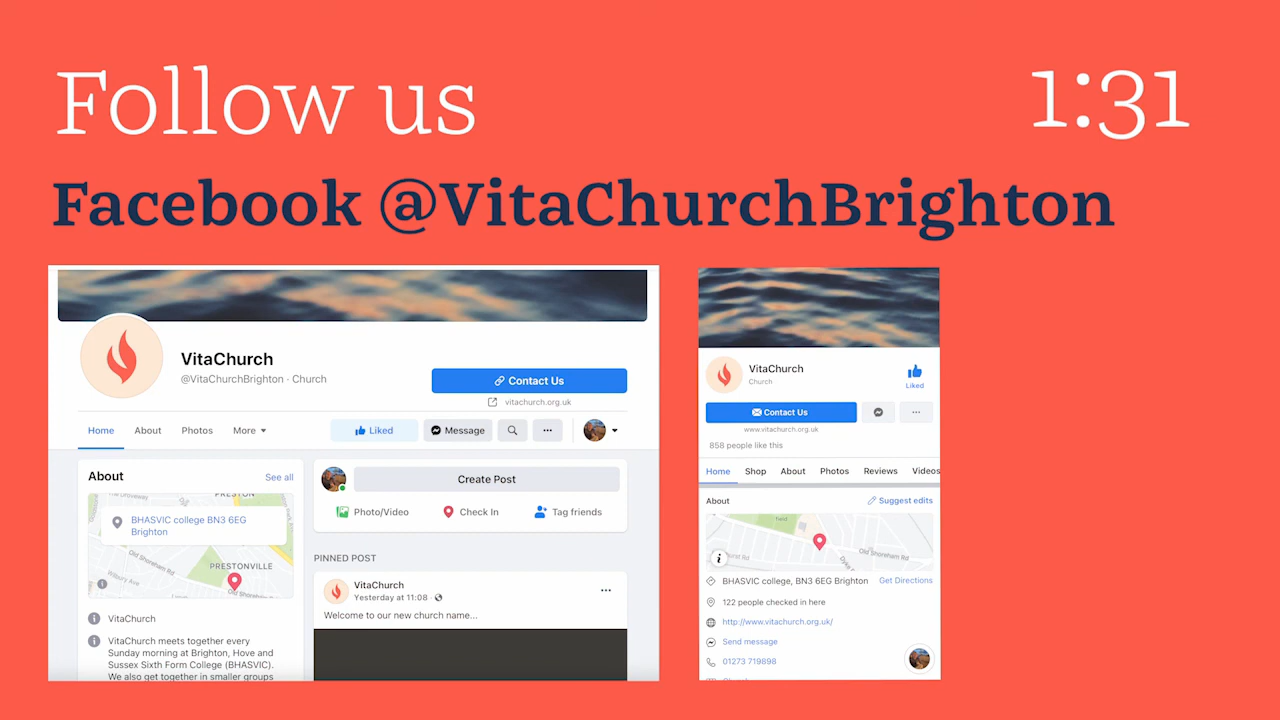 Follow us
1:31
Facebook @VitaChurchBrighton
VitaChurch
@VitaChurchBrighton · Church
Contact Us
vitachurch.org.uk
Home
About
Photos
More
Liked
Message
About
See all
PRESTON
BHASVIC college BN3 6EG
Brighton
Old Shoreham Rd
PRESTONVILLE
Wilbury Ave
VitaChurch
VitaChurch meets together every
Sunday morning at Brighton, Hove and
Sussex Sixth Form College (BHASVIC).
We also get together in smaller groups
Create Post
Photo/Video
Check In
Tag friends
PINNED POST
VitaChurch
Yesterday at 11:08 ·
Welcome to our new church name...
VitaChurch
Church
Liked
Contact Us
www.vitachurch.org.uk
858 people like this
Home
Shop
About
Photos
Reviews
Videos
About
Suggest edits
field
Old Shoreham Rd
BHASVIC college, BN3 6EG Brighton
Get Directions
122 people checked in here
http://www.vitachurch.org.uk/
Send message
01273 719898